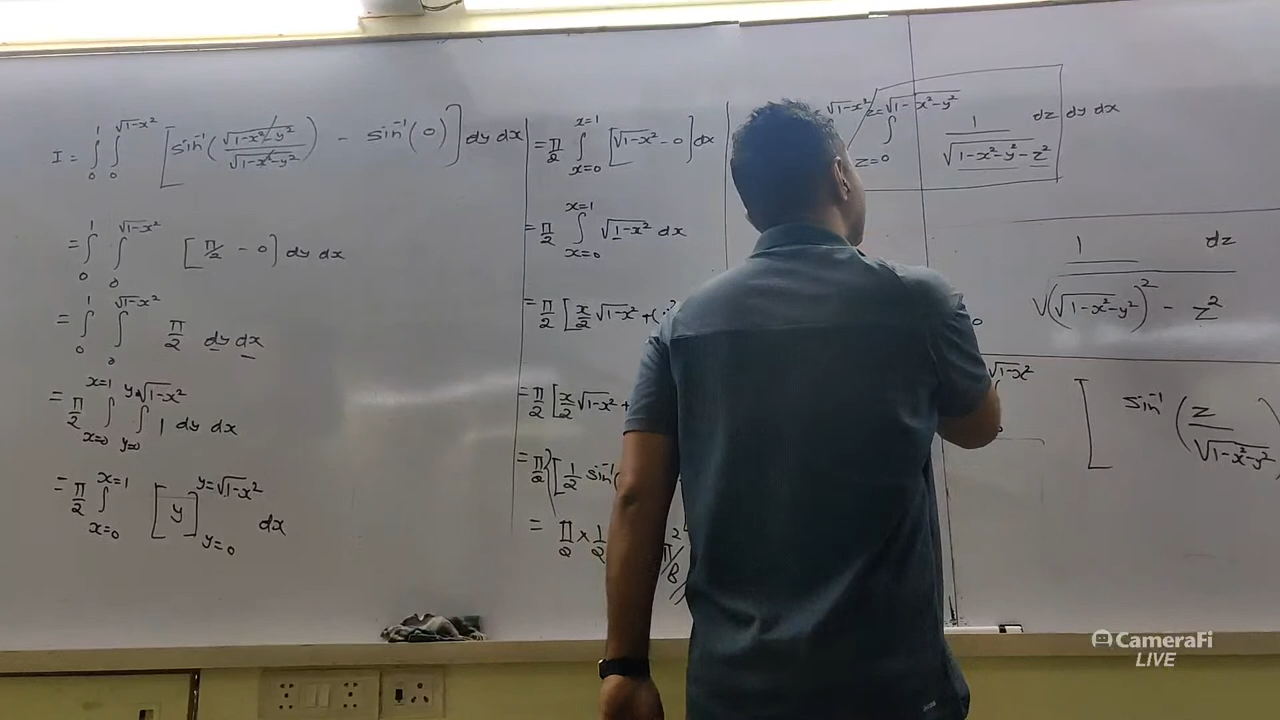 I = ∫₀¹ ∫₀^√1-x² [sin⁻¹(√1-x²-y² / √1-x²-y²) - sin⁻¹(0)] dy dx
= ∫₀¹ ∫₀^√1-x² [π/2 - 0] dy dx
= ∫₀¹ ∫₀^√1-x² π/2 dy dx
= π/2 ∫_{x=0}^{x=1} ∫_{y=0}^{y=√1-x²} 1 dy dx
= π/2 ∫_{x=0}^{x=1} [y]_{y=0}^{y=√1-x²} dx
= π/2 ∫_{x=0}^{x=1} [√1-x² - 0] dx
= π/2 ∫_{x=0}^{x=1} √1-x² dx
= π/2 [x/2 √1-x² + (
= π/2 [x/2 √1-x² +
= π/2 {[1/2 sin⁻¹(
= π/2 × 1/2
π²/8
√1-x² ∫_{z=0}^{z=√1-x²-y²} 1/√1-x²-y²-z² dz dy dx
1/√(√1-x²-y²)² - z² dz
√1-x² [sin⁻¹(z/√1-x²-y²)
CameraFi
LIVE